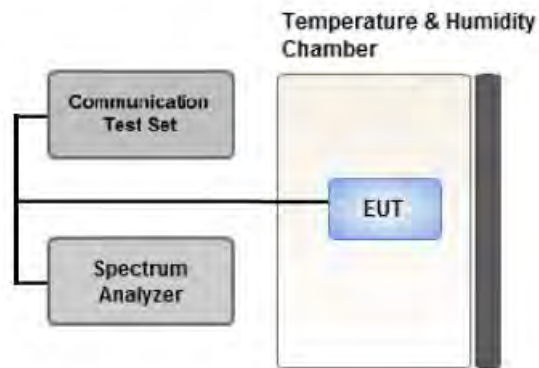 Temperature & Humidity
Chamber
Communication
Test Set
EUT
Spectrum
Analyzer